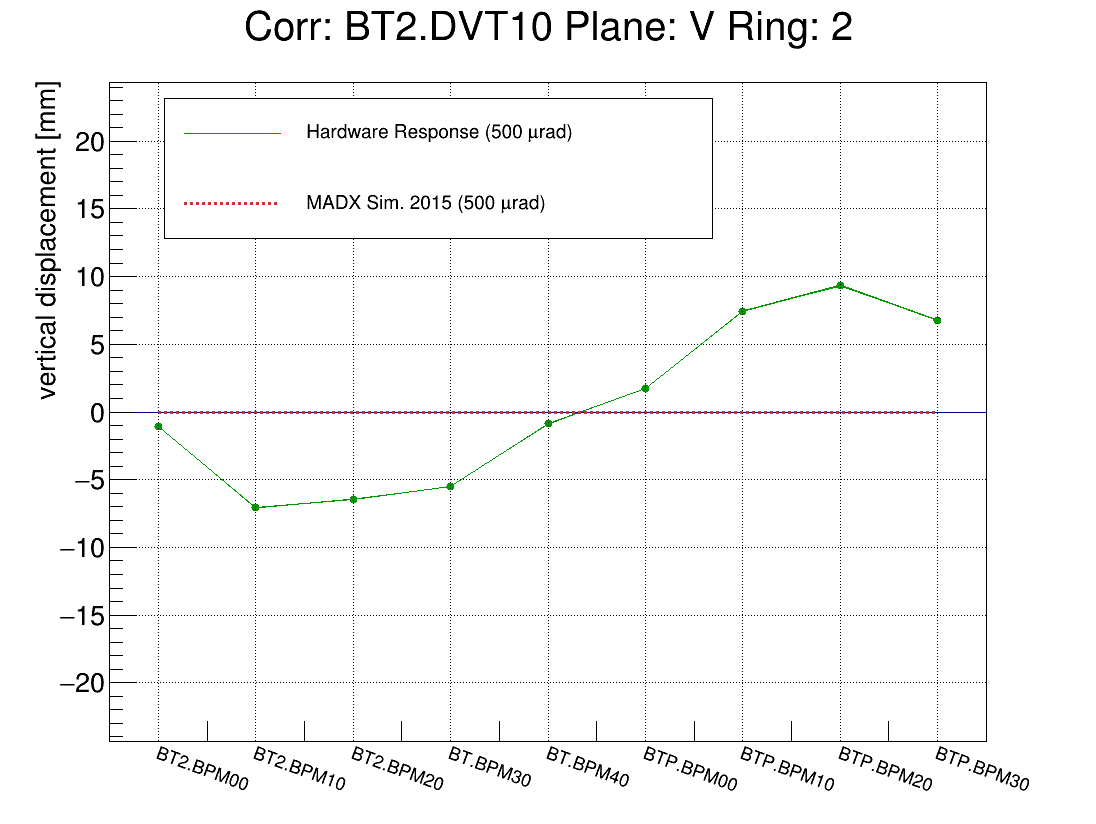 Corr: BT2.DVT10 Plane: V Ring: 2
vertical displacement [mm]
Hardware Response (500 μrad)
MADX Sim. 2015 (500 μrad)
20
15
10
5
0
−5
−10
−15
−20
BT2.BPM00
BT2.BPM10
BT2.BPM20
BT.BPM30
BT.BPM40
BTP.BPM00
BTP.BPM10
BTP.BPM20
BTP.BPM30